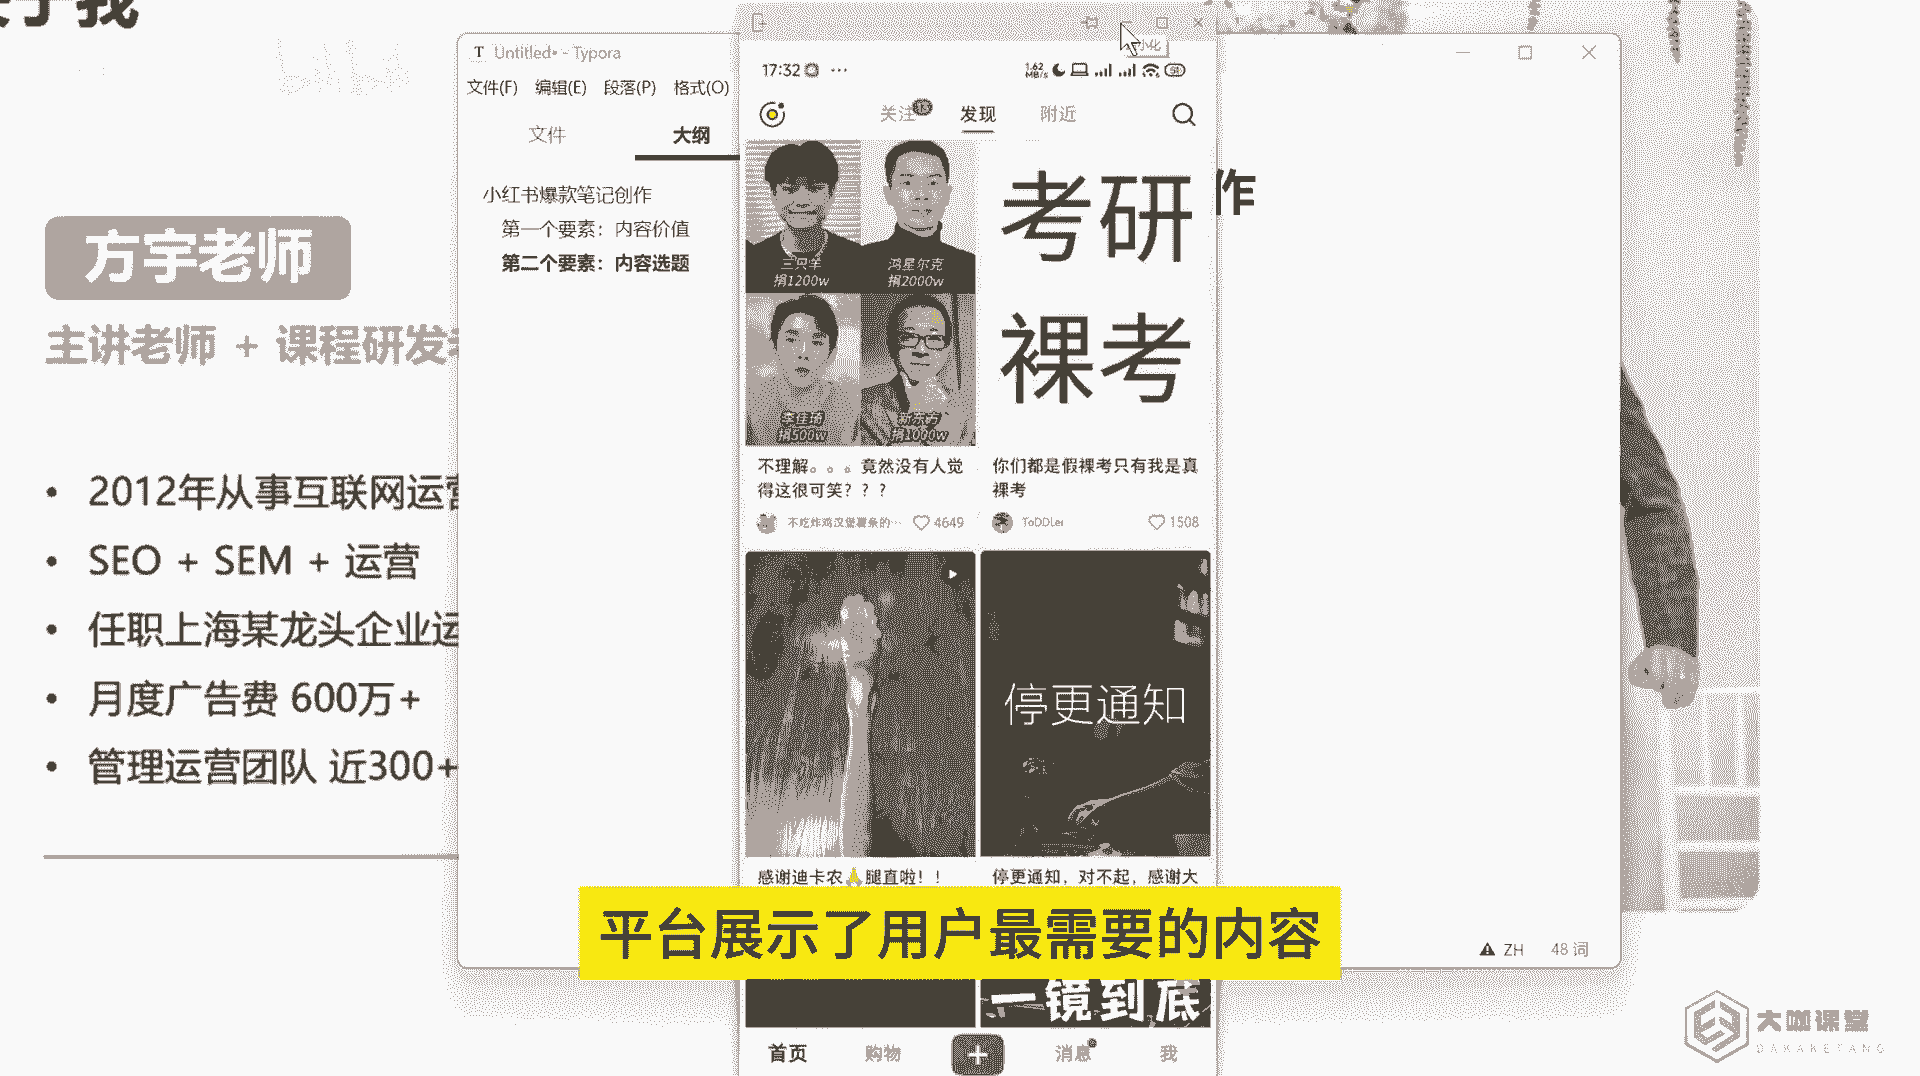 于我
方宇老师
主讲老师 + 课程研发
2012年从事互联网运营
SEO + SEM + 运营
任职上海某龙头企业运
月度广告费 600万+
管理运营团队 近300+
T Untitled• - Typora
文件(F) 编辑(E) 段落(P) 格式(O)
文件 大纲
小红书爆款笔记创作
第一个要素：内容价值
第二个要素：内容选题
作
17:32
1.62 MB/s
关注 发现 附近
三只羊
捐1200w
鸿星尔克
捐2000w
李佳琦
捐500w
新东方
捐1000w
不理解。。。竟然没有人觉
得这很可笑？？？
不吃炸鸡汉堡薯条的… 4649
考研
裸考
你们都是假裸考只有我是真
裸考
ToDDLer 1508
感谢迪卡农🙏腿直啦！！
停更通知
停更通知，对不起，感谢大
平台展示了用户最需要的内容
一镜到底
首页 购物 + 消息 我
ZH 48 词
大咖课堂
DAKAKETANG